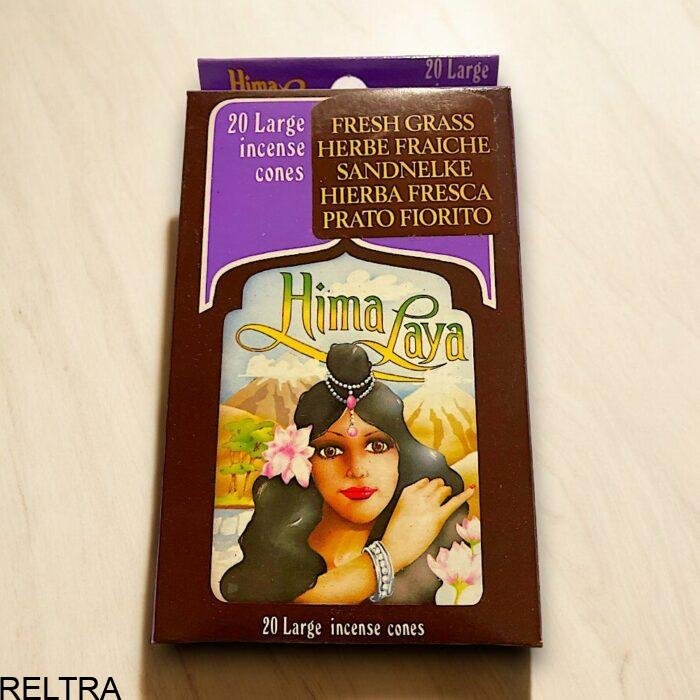 Hima
20 Large
20 Large
incense
cones
FRESH GRASS
HERBE FRAICHE
SANDNELKE
HIERBA FRESCA
PRATO FIORITO
Hima Laya
20 Large incense cones
RELTRA